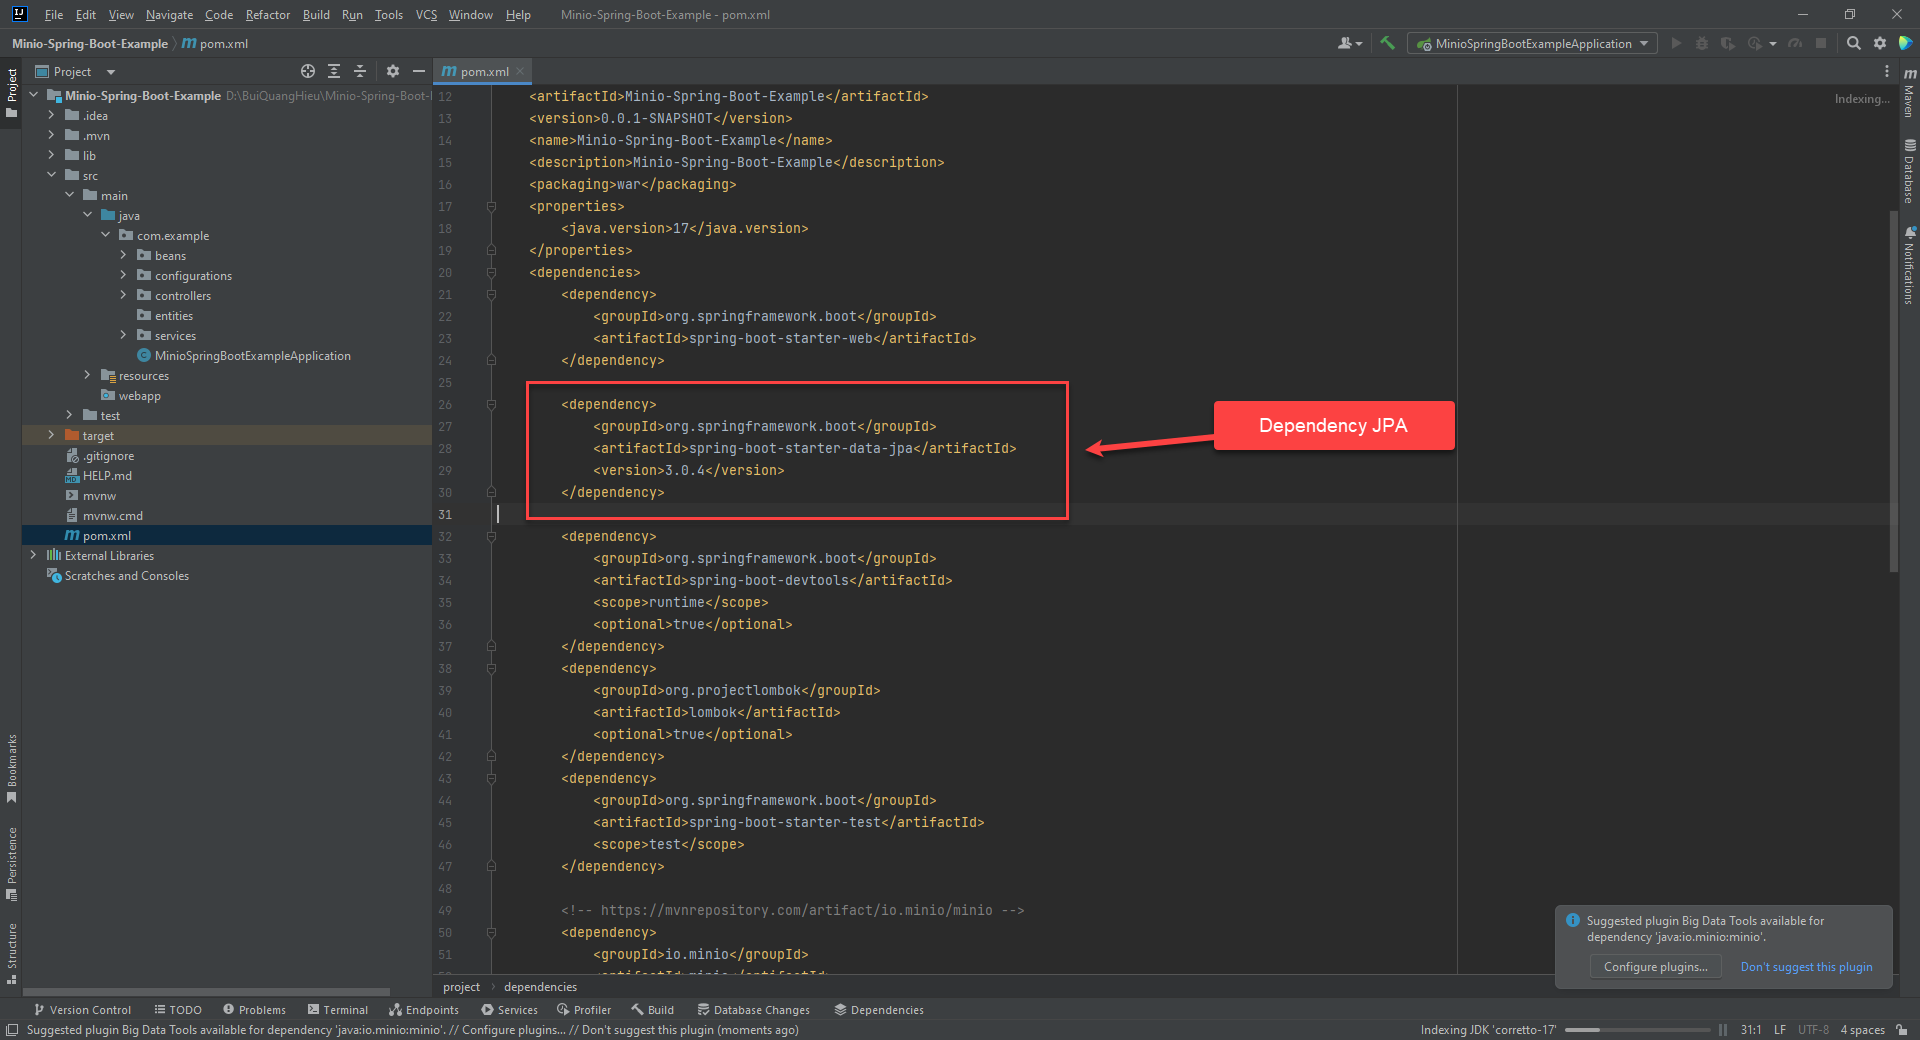 File Edit View Navigate Code Refactor Build Run Tools VCS Window Help Minio-Spring-Boot-Example - pom.xml
Minio-Spring-Boot-Example pom.xml
MinioSpringBootExampleApplication
Project
Project
pom.xml
Minio-Spring-Boot-Example D:\BuiQuangHieu\Minio-Spring-Boot-
.idea
.mvn
lib
src
main
java
com.example
beans
configurations
controllers
entities
services
MinioSpringBootExampleApplication
resources
webapp
test
target
.gitignore
HELP.md
mvnw
mvnw.cmd
pom.xml
External Libraries
Scratches and Consoles
Bookmarks
Persistence
Structure
12 <artifactId>Minio-Spring-Boot-Example</artifactId>
13 <version>0.0.1-SNAPSHOT</version>
14 <name>Minio-Spring-Boot-Example</name>
15 <description>Minio-Spring-Boot-Example</description>
16 <packaging>war</packaging>
17 <properties>
18 <java.version>17</java.version>
19 </properties>
20 <dependencies>
21 <dependency>
22 <groupId>org.springframework.boot</groupId>
23 <artifactId>spring-boot-starter-web</artifactId>
24 </dependency>
25
26 <dependency>
27 <groupId>org.springframework.boot</groupId>
28 <artifactId>spring-boot-starter-data-jpa</artifactId>
29 <version>3.0.4</version>
30 </dependency>
31
32 <dependency>
33 <groupId>org.springframework.boot</groupId>
34 <artifactId>spring-boot-devtools</artifactId>
35 <scope>runtime</scope>
36 <optional>true</optional>
37 </dependency>
38 <dependency>
39 <groupId>org.projectlombok</groupId>
40 <artifactId>lombok</artifactId>
41 <optional>true</optional>
42 </dependency>
43 <dependency>
44 <groupId>org.springframework.boot</groupId>
45 <artifactId>spring-boot-starter-test</artifactId>
46 <scope>test</scope>
47 </dependency>
48
49 <!-- https://mvnrepository.com/artifact/io.minio/minio -->
50 <dependency>
51 <groupId>io.minio</groupId>
Dependency JPA
Indexing...
Maven
Database
Notifications
Suggested plugin Big Data Tools available for
dependency 'java:io.minio:minio'.
Configure plugins... Don't suggest this plugin
project dependencies
Version Control TODO Problems Terminal Endpoints Services Profiler Build Database Changes Dependencies
Suggested plugin Big Data Tools available for dependency 'java:io.minio:minio'. // Configure plugins... // Don't suggest this plugin (moments ago) Indexing JDK 'corretto-17' 31:1 LF UTF-8 4 spaces